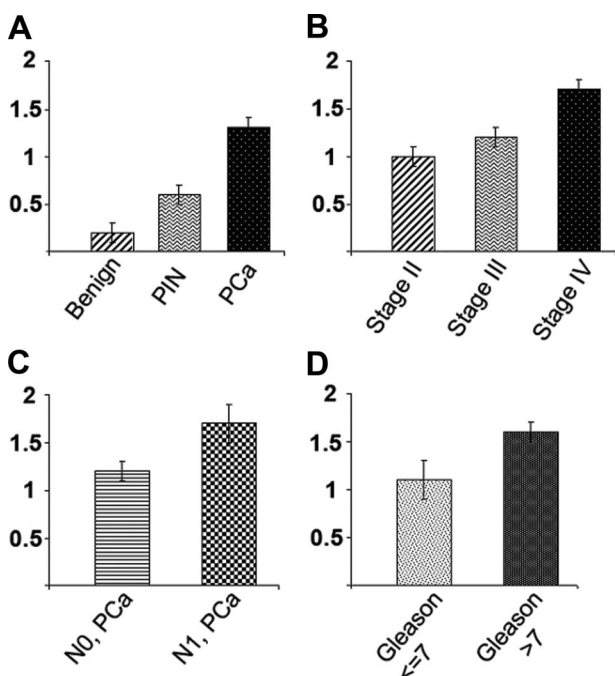 A
2
1.5
1
0.5
Benign
PIN
PCa
B
2
1.5
1
0.5
Stage II
Stage III
Stage IV
C
2
1.5
1
0.5
N0, PCa
N1, PCa
D
2
1.5
1
0.5
Gleason
<=7
Gleason
>7